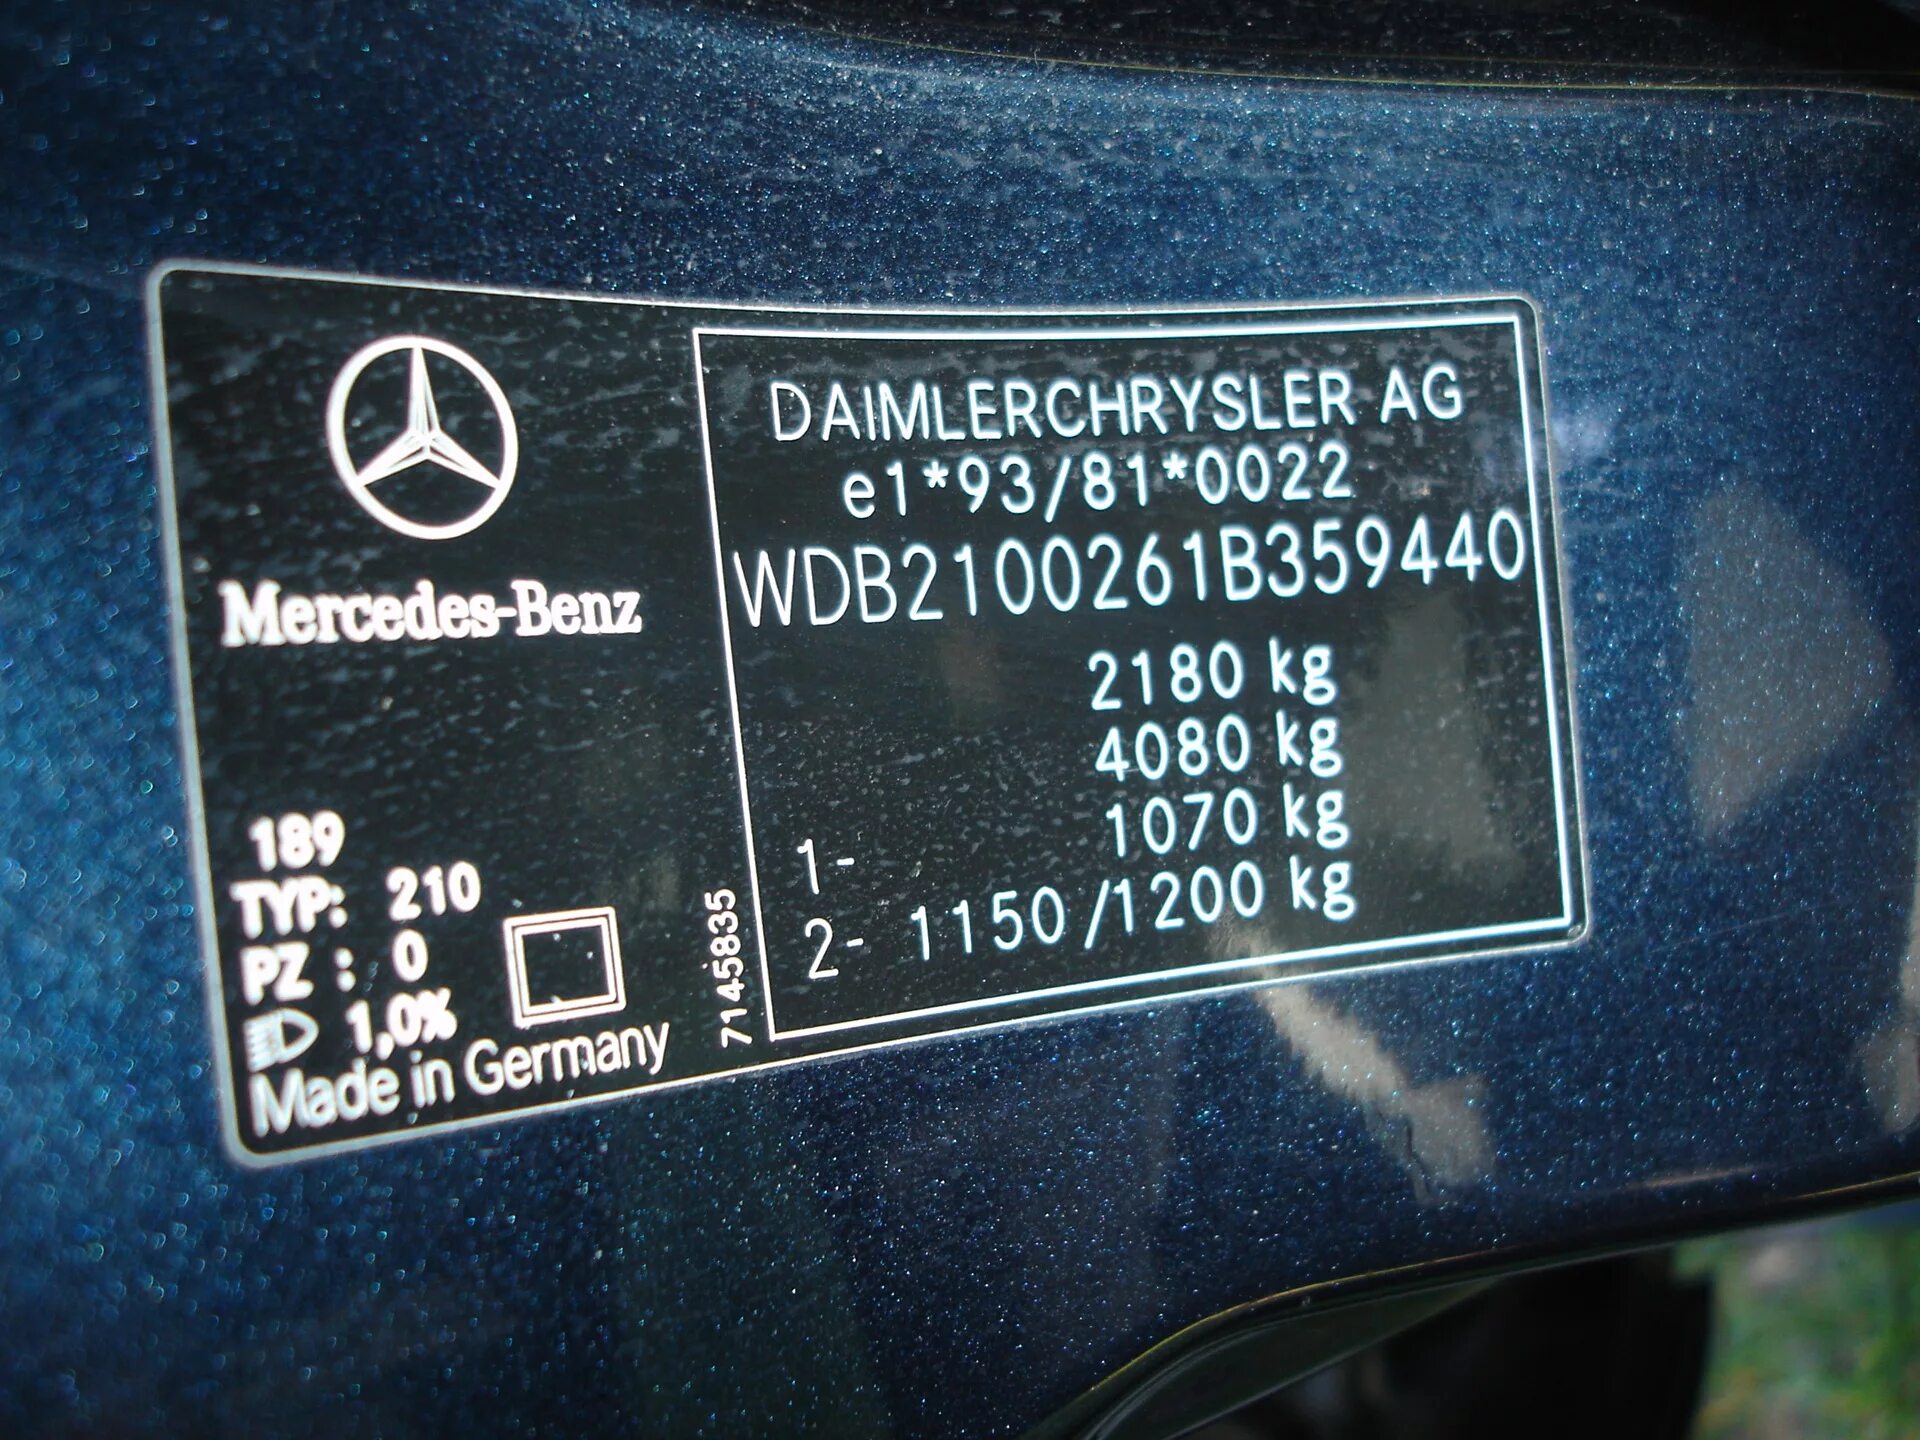 Mercedes-Benz
189
TYP: 210
PZ : 0
1,0%
Made in Germany
7145835
DAIMLERCHRYSLER AG
e1*93/81*0022
WDB2100261B359440
2180 kg
4080 kg
1- 1070 kg
2- 1150/1200 kg